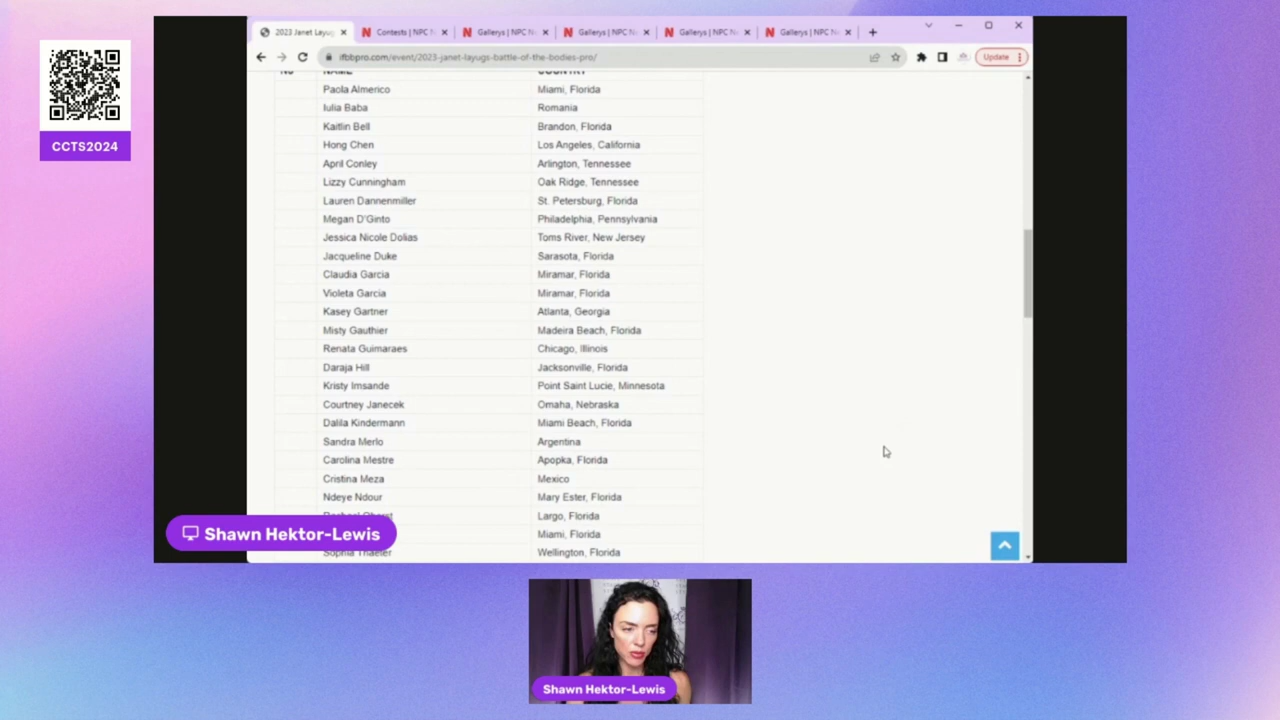 2023 Janet Layug
Contests | NPC N
Gallerys | NPC N
Gallerys | NPC N
Gallerys | NPC N
Gallerys | NPC N
ifbbpro.com/event/2023-janet-layugs-battle-of-the-bodies-pro/
Update
CCTS2024
NAME COUNTRY
Paola Almerico Miami, Florida
Iulia Baba Romania
Kaitlin Bell Brandon, Florida
Hong Chen Los Angeles, California
April Conley Arlington, Tennessee
Lizzy Cunningham Oak Ridge, Tennessee
Lauren Dannenmiller St. Petersburg, Florida
Megan D'Ginto Philadelphia, Pennsylvania
Jessica Nicole Dolias Toms River, New Jersey
Jacqueline Duke Sarasota, Florida
Claudia Garcia Miramar, Florida
Violeta Garcia Miramar, Florida
Kasey Gartner Atlanta, Georgia
Misty Gauthier Madeira Beach, Florida
Renata Guimaraes Chicago, Illinois
Daraja Hill Jacksonville, Florida
Kristy Imsande Point Saint Lucie, Minnesota
Courtney Janecek Omaha, Nebraska
Dalila Kindermann Miami Beach, Florida
Sandra Merlo Argentina
Carolina Mestre Apopka, Florida
Cristina Meza Mexico
Ndeye Ndour Mary Ester, Florida
Largo, Florida
Miami, Florida
Sophia Thaeter Wellington, Florida
Shawn Hektor-Lewis
Shawn Hektor-Lewis